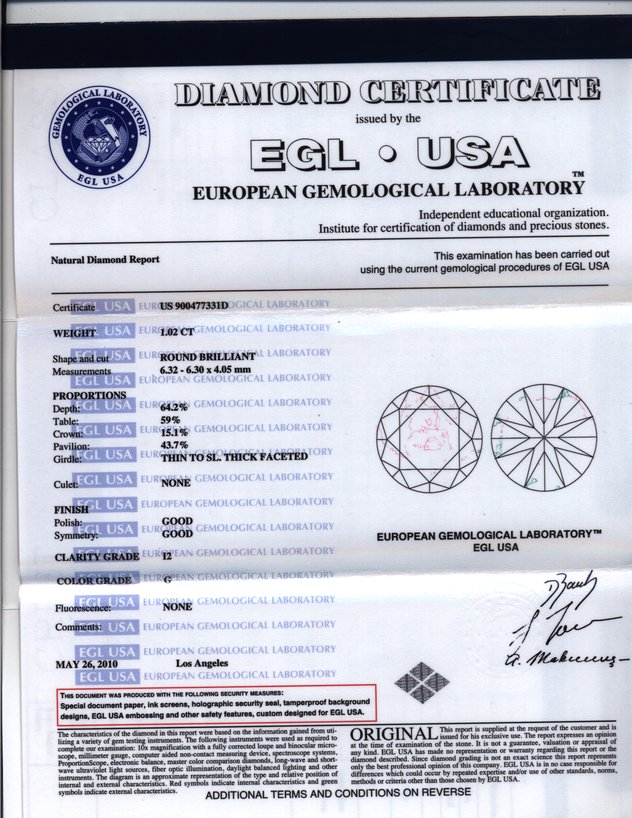 GEMOLOGICAL LABORATORY
EGL USA
DIAMOND CERTIFICATE
issued by the
EGL • USA
EUROPEAN GEMOLOGICAL LABORATORY™
Independent educational organization.
Institute for certification of diamonds and precious stones.
Natural Diamond Report
This examination has been carried out
using the current gemological procedures of EGL USA
Certificate US 900477331D
WEIGHT 1.02 CT
Shape and cut ROUND BRILLIANT
Measurements 6.32 - 6.30 x 4.05 mm
PROPORTIONS
Depth: 64.2%
Table: 59%
Crown: 15.1%
Pavilion: 43.7%
Girdle: THIN TO SL. THICK FACETED
Culet: NONE
FINISH
Polish: GOOD
Symmetry: GOOD
CLARITY GRADE I2
COLOR GRADE G
Fluorescence: NONE
Comments:
EGL USA EUROPEAN GEMOLOGICAL LABORATORY
MAY 26, 2010 Los Angeles
EUROPEAN GEMOLOGICAL LABORATORY™
EGL USA
THIS DOCUMENT WAS PRODUCED WITH THE FOLLOWING SECURITY MEASURES:
Special document paper, ink screens, holographic security seal, tamperproof background
designs, EGL USA embossing and other safety features, custom designed for EGL USA.
The characteristics of the diamond in this report were based on the information gained from uti-
lizing a variety of gem testing instruments. The following instruments were used as required to
complete our examination: 10x magnification with a fully corrected loupe and binocular micro-
scope, millimeter gauge, computer aided non-contact measuring device, spectroscope systems,
ProportionScope, electronic balance, master color comparison diamonds, long-wave and short-
wave ultraviolet light sources, fiber optic illumination, daylight balanced lighting and other
instruments. The diagram is an approximate representation of the type and relative position of
internal and external characteristics. Red symbols indicate internal characteristics and green
symbols indicate external characteristics.
ORIGINAL This report is supplied at the request of the customer and is
issued for his exclusive use. The report expresses an opinion
at the time of examination of the stone. It is not a guarantee, valuation or appraisal of
any kind. EGL USA has made no representation or warranty regarding this report or the
diamond described. Since diamond grading is not an exact science this report represents
only the best professional opinion of this company. EGL USA is in no case responsible for
differences which could occur by repeated expertise and/or use of other standards, norms,
methods or criteria other than those chosen by EGL USA.
ADDITIONAL TERMS AND CONDITIONS ON REVERSE